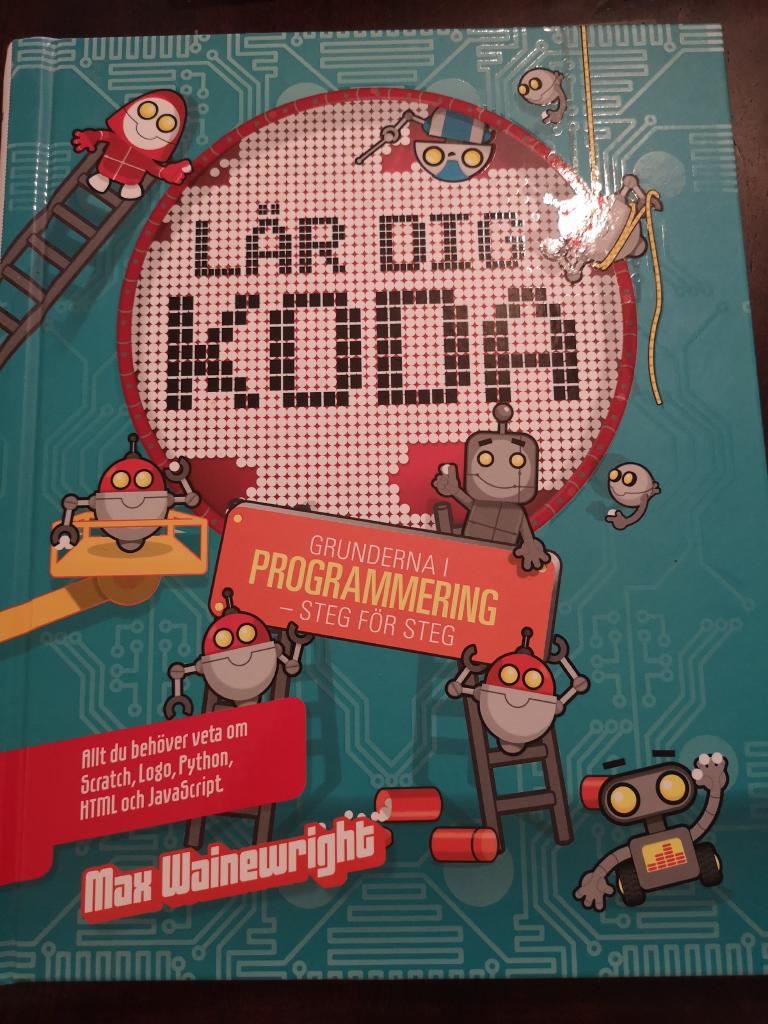 LÄR DIG
KODA
GRUNDERNA I
PROGRAMMERING
– STEG FÖR STEG
Allt du behöver veta om
Scratch, Logo, Python,
HTML och JavaScript
Max Wainewright